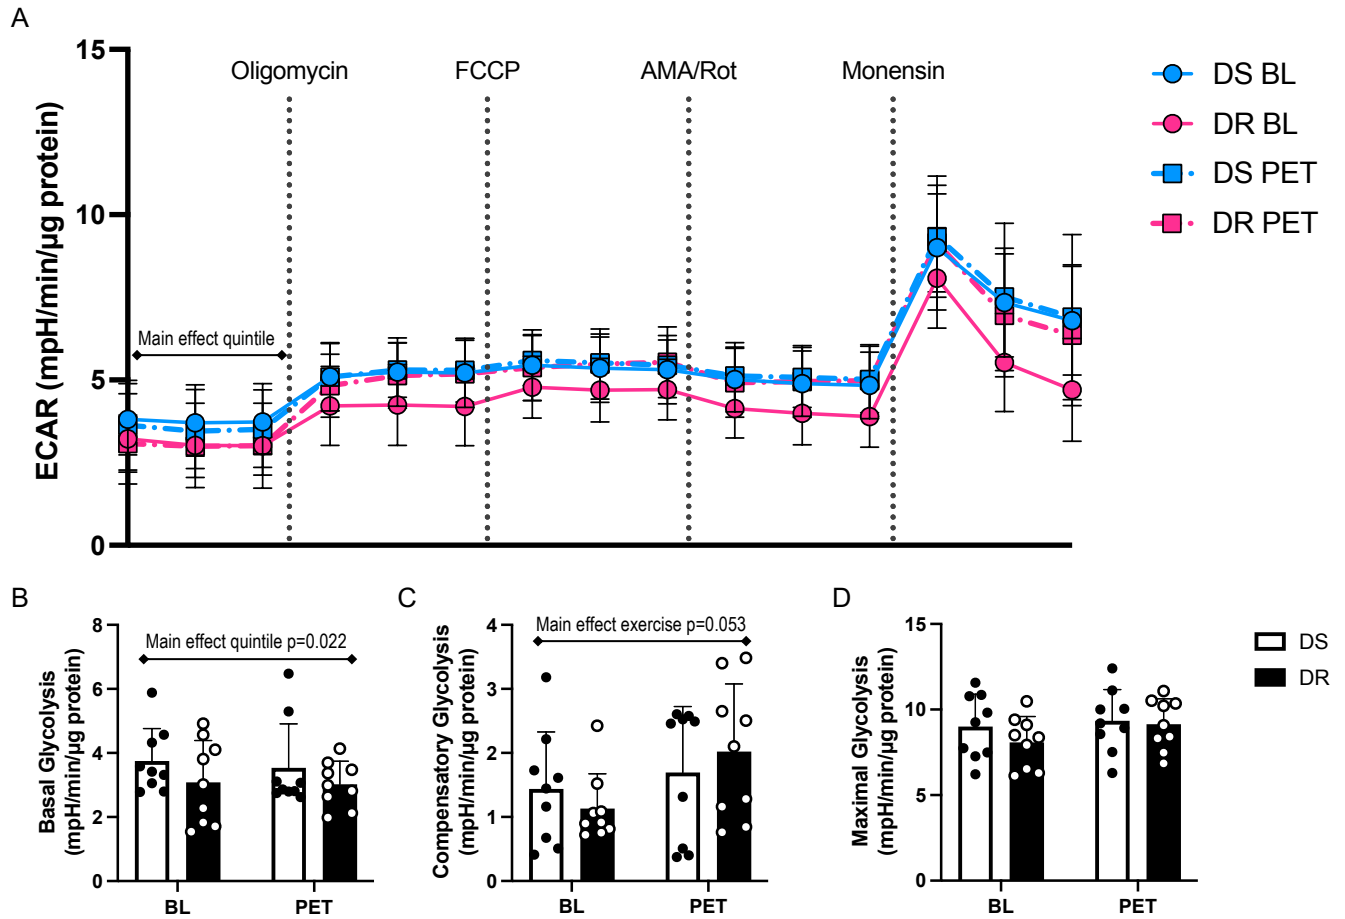 A
15
10
5
0
ECAR (mpH/min/µg protein)
Oligomycin
FCCP
AMA/Rot
Monensin
Main effect quintile
DS BL
DR BL
DS PET
DR PET
B
Basal Glycolysis
(mpH/min/µg protein)
8
6
4
2
0
Main effect quintile p=0.022
BL
PET
C
Compensatory Glycolysis
(mpH/min/µg protein)
4
3
2
1
0
Main effect exercise p=0.053
BL
PET
D
Maximal Glycolysis
(mpH/min/µg protein)
15
10
5
0
BL
PET
DS
DR